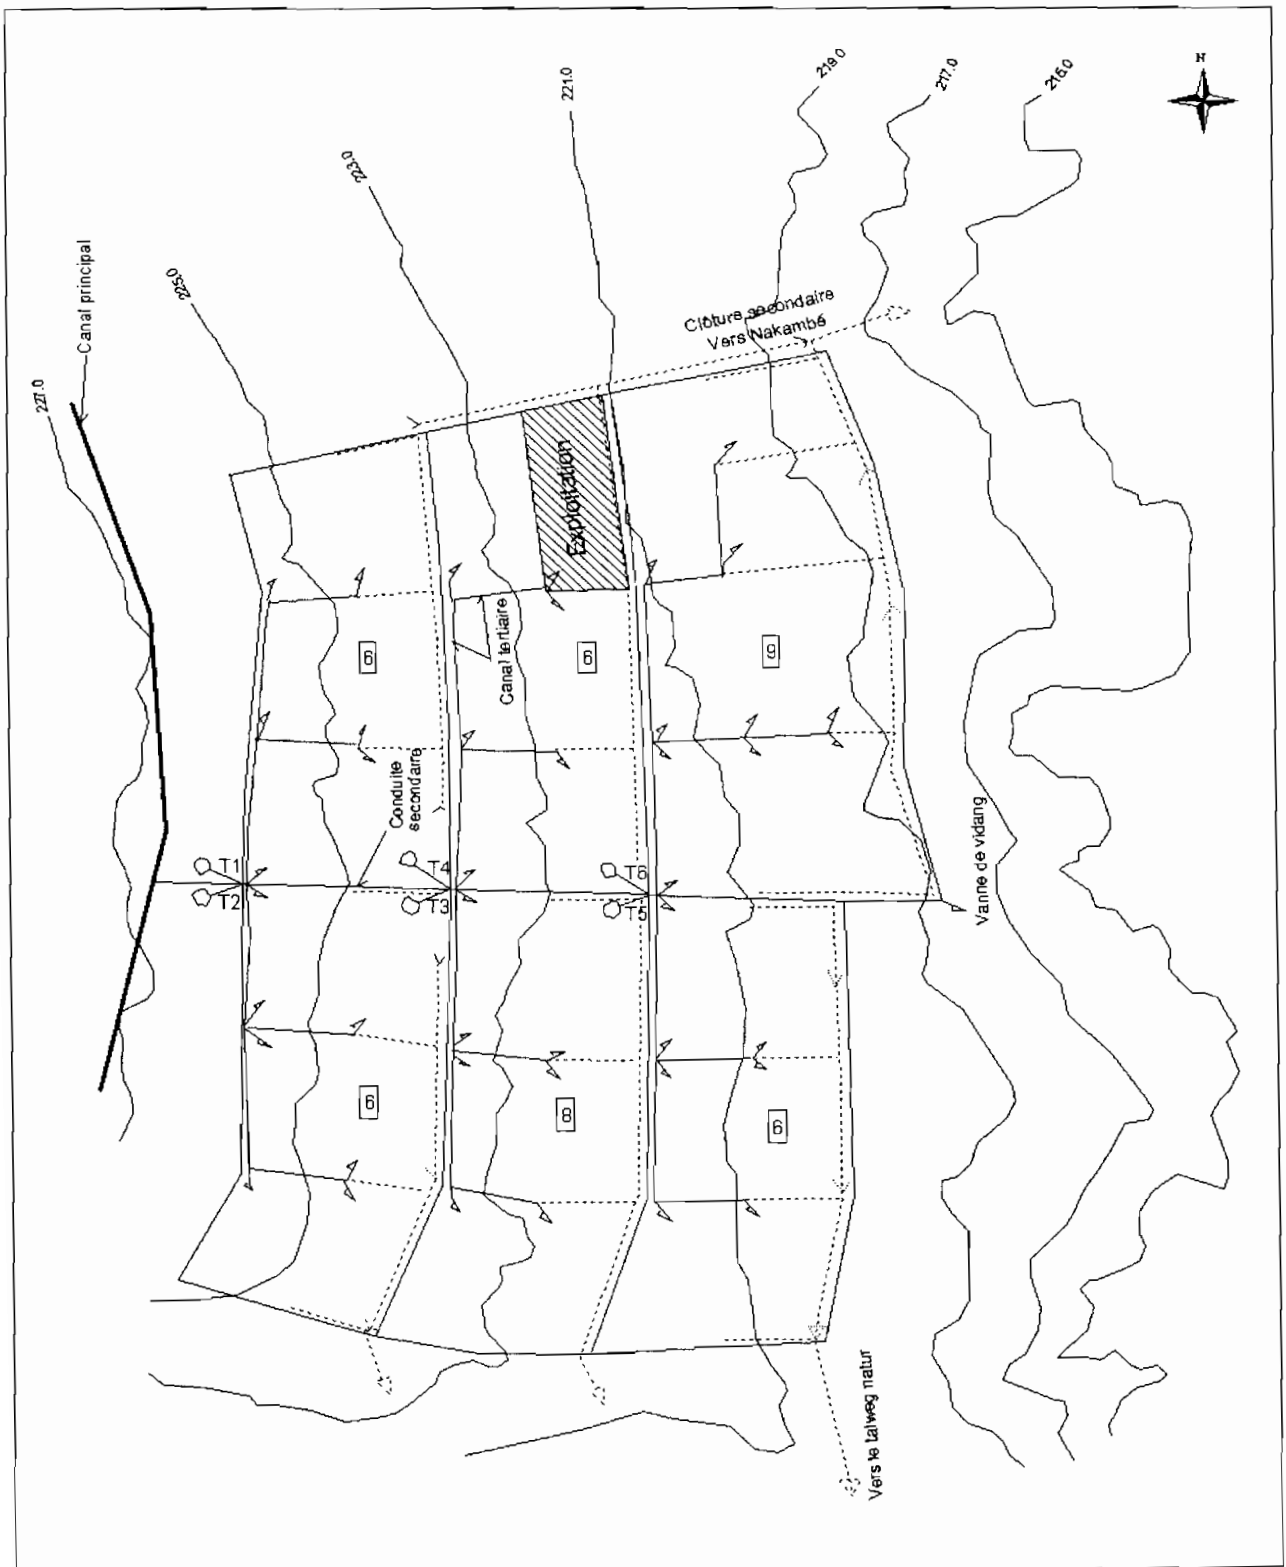 N
219.0
217.0
216.0
221.0
223.0
225.0
227.0
Canal principal
Clôture secondaire
Vers Nakambé
Exploitation
Canal tertiaire
6
6
9
Conduite
secondaire
T1
T2
T4
T3
T6
T5
Vanne de vidang
6
8
6
Vers le talweg natur